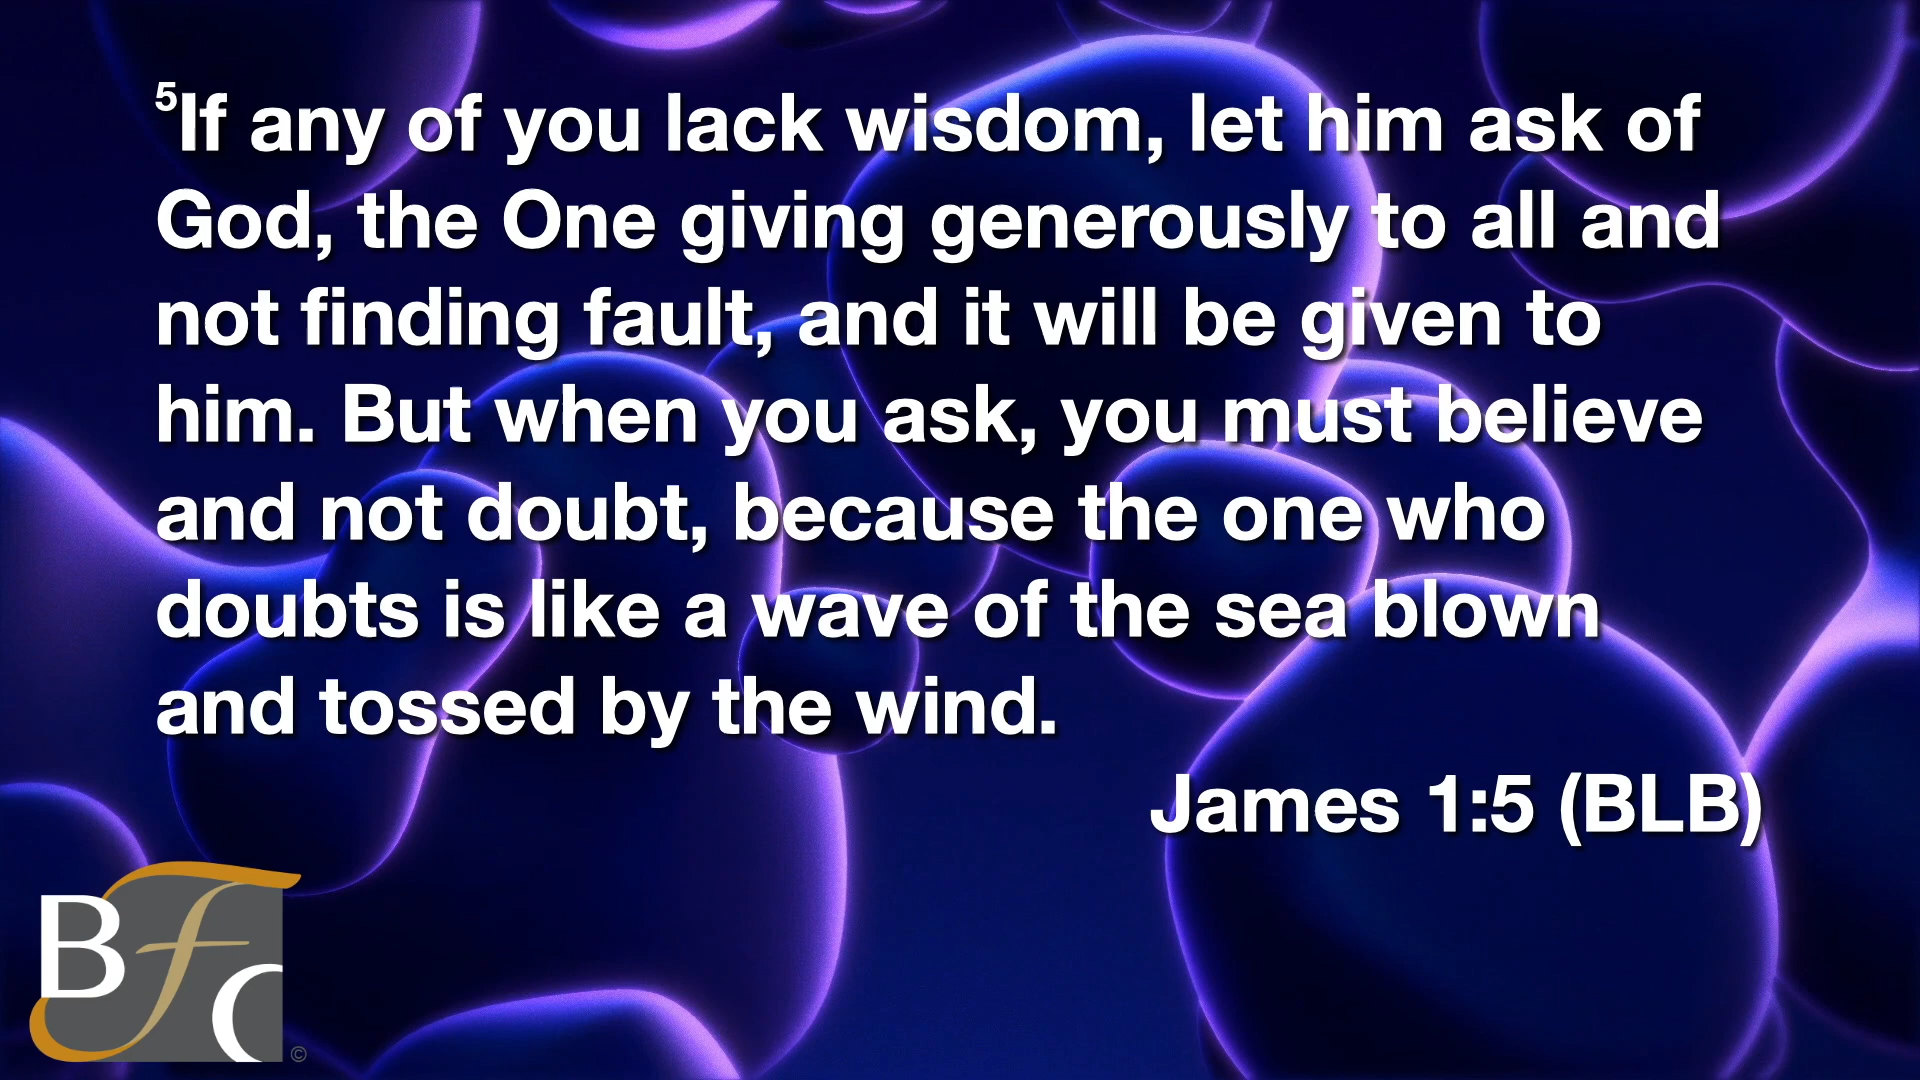 ⁵If any of you lack wisdom, let him ask of
God, the One giving generously to all and
not finding fault, and it will be given to
him. But when you ask, you must believe
and not doubt, because the one who
doubts is like a wave of the sea blown
and tossed by the wind.
James 1:5 (BLB)
BfC
©